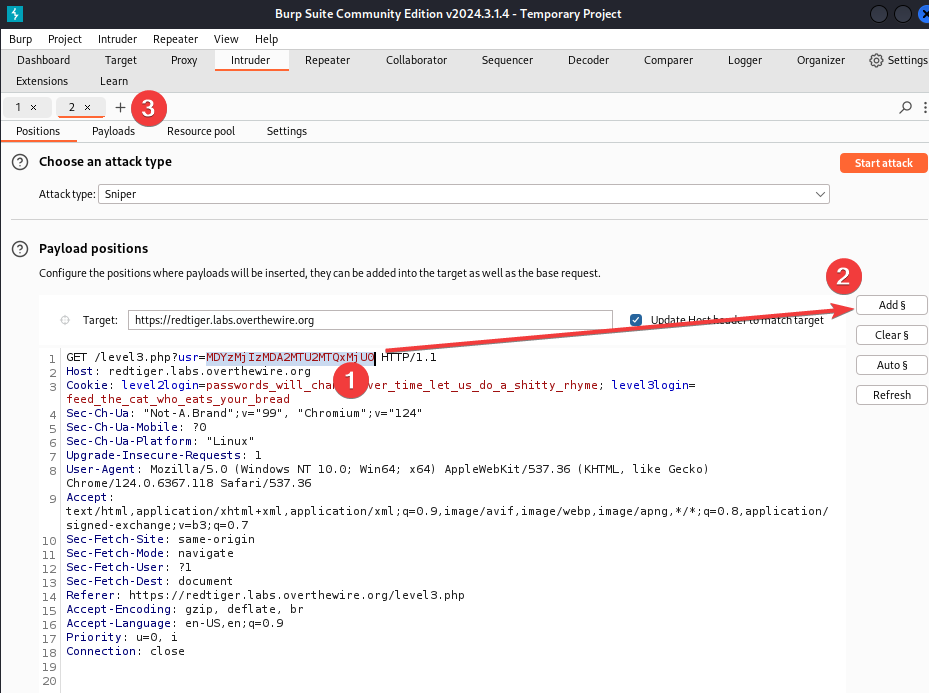 Burp Suite Community Edition v2024.3.1.4 - Temporary Project
Burp Project Intruder Repeater View Help
Dashboard Target Proxy Intruder Repeater Collaborator Sequencer Decoder Comparer Logger Organizer Settings
Extensions Learn
1 × 2 × + 3
Positions Payloads Resource pool Settings
? Choose an attack type
Start attack
Attack type: Sniper
? Payload positions
Configure the positions where payloads will be inserted, they can be added into the target as well as the base request.
2
Add §
Target: https://redtiger.labs.overthewire.org Update Host header to match target
Clear §
Auto §
Refresh
1 GET /level3.php?usr=MDYzMjIzMDA2MTU2MTQxMjU0 HTTP/1.1
2 Host: redtiger.labs.overthewire.org
1
3 Cookie: level2login=passwords_will_cha over_time_let_us_do_a_shitty_rhyme; level3login=
feed_the_cat_who_eats_your_bread
4 Sec-Ch-Ua: "Not-A.Brand";v="99", "Chromium";v="124"
5 Sec-Ch-Ua-Mobile: ?0
6 Sec-Ch-Ua-Platform: "Linux"
7 Upgrade-Insecure-Requests: 1
8 User-Agent: Mozilla/5.0 (Windows NT 10.0; Win64; x64) AppleWebKit/537.36 (KHTML, like Gecko)
Chrome/124.0.6367.118 Safari/537.36
9 Accept:
text/html,application/xhtml+xml,application/xml;q=0.9,image/avif,image/webp,image/apng,*/*;q=0.8,application/
signed-exchange;v=b3;q=0.7
10 Sec-Fetch-Site: same-origin
11 Sec-Fetch-Mode: navigate
12 Sec-Fetch-User: ?1
13 Sec-Fetch-Dest: document
14 Referer: https://redtiger.labs.overthewire.org/level3.php
15 Accept-Encoding: gzip, deflate, br
16 Accept-Language: en-US,en;q=0.9
17 Priority: u=0, i
18 Connection: close
19
20